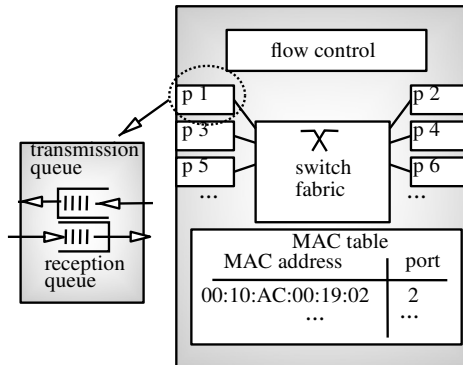 flow control
p 1
p 2
p 3
p 4
p 5
p 6
...
...
switch
fabric
transmission
queue
reception
queue
MAC table
MAC address port
00:10:AC:00:19:02 2
... ...